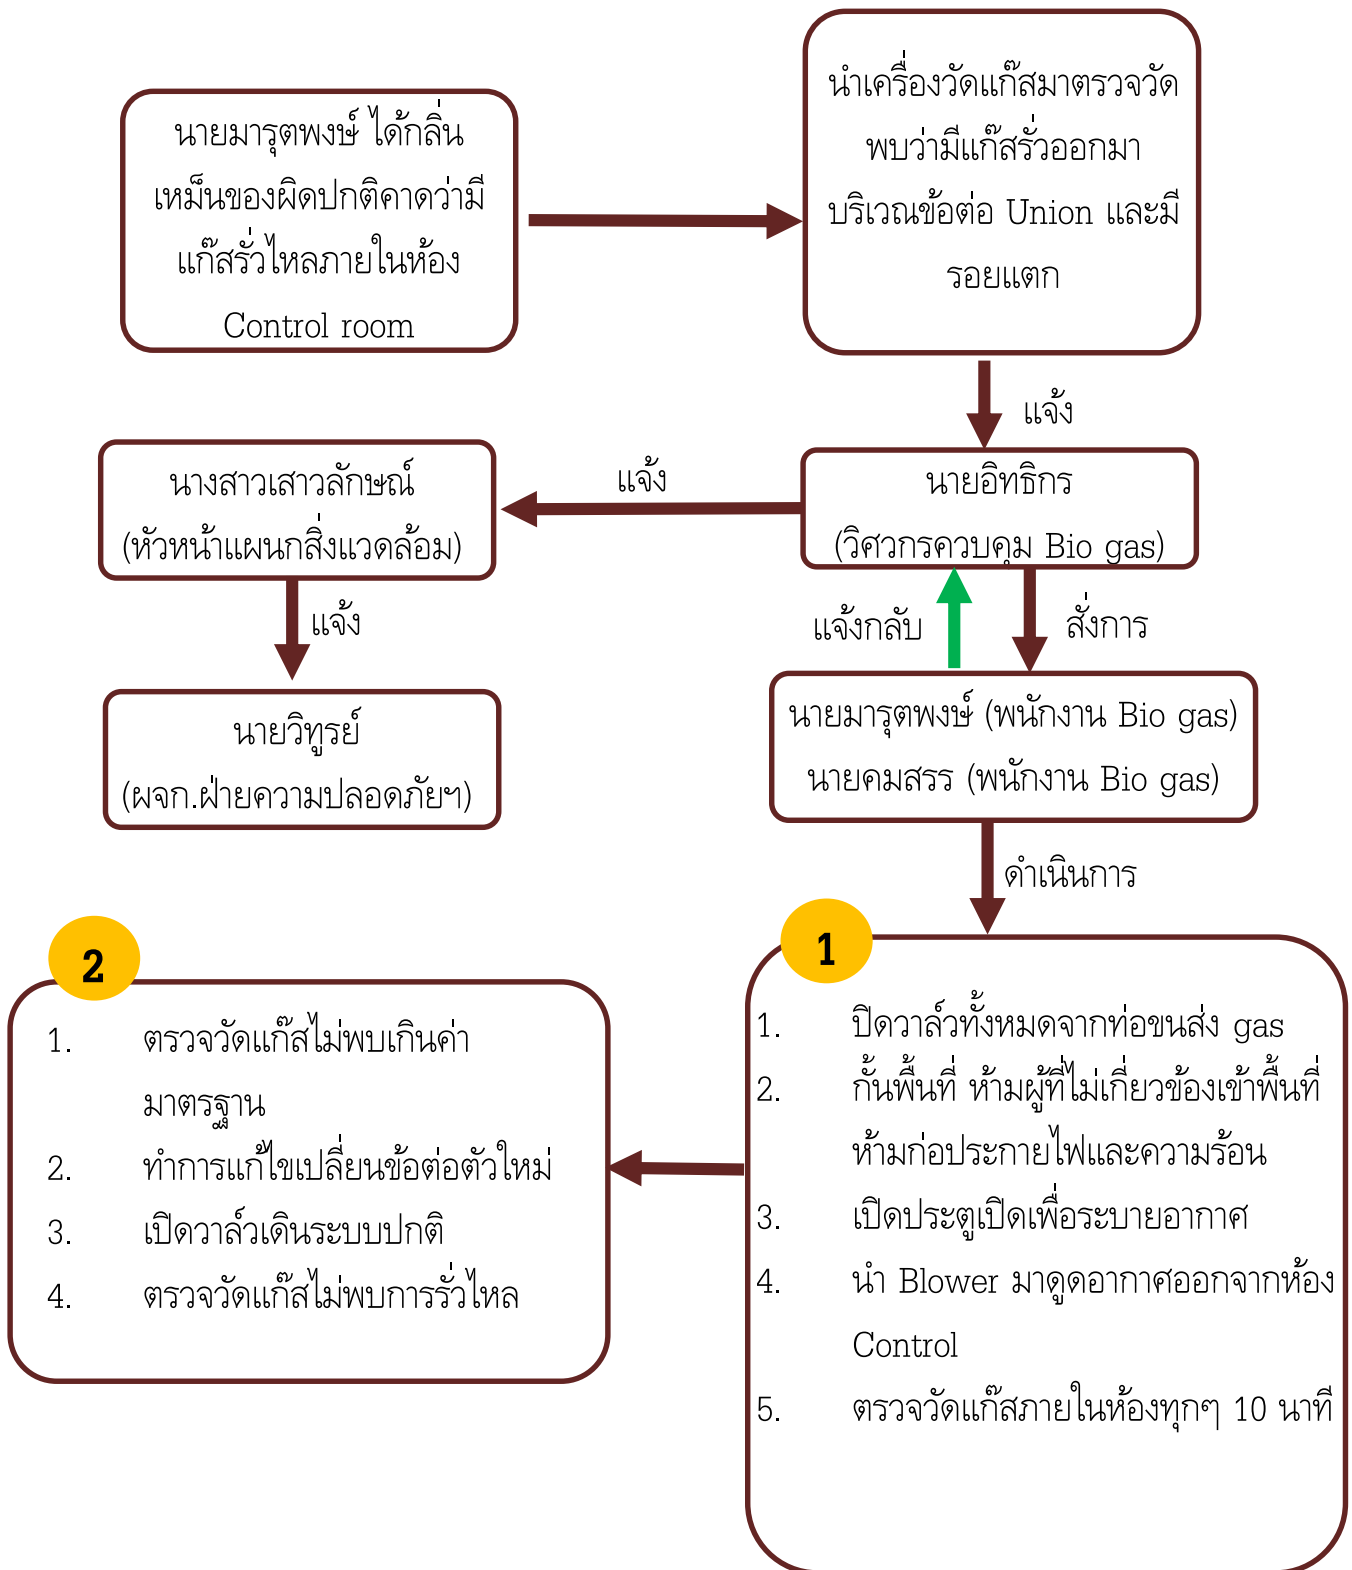 นายมารุตพงษ์ ได้กลิ่น
เหม็นของผิดปกติคาดว่ามี
แก๊สรั่วไหลภายในห้อง
Control room
นำเครื่องวัดแก๊สมาตรวจวัด
พบว่ามีแก๊สรั่วออกมา
บริเวณข้อต่อ Union และมี
รอยแตก
แจ้ง
นายอิทธิกร
(วิศวกรควบคุม Bio gas)
แจ้ง
นางสาวเสาวลักษณ์
(หัวหน้าแผนกสิ่งแวดล้อม)
แจ้ง
นายวิทูรย์
(ผจก.ฝ่ายความปลอดภัยฯ)
แจ้งกลับ
สั่งการ
นายมารุตพงษ์ (พนักงาน Bio gas)
นายคมสรร (พนักงาน Bio gas)
ดำเนินการ
1
1. ปิดวาล์วทั้งหมดจากท่อขนส่ง gas
2. กั้นพื้นที่ ห้ามผู้ที่ไม่เกี่ยวข้องเข้าพื้นที่
ห้ามก่อประกายไฟและความร้อน
3. เปิดประตูเปิดเพื่อระบายอากาศ
4. นำ Blower มาดูดอากาศออกจากห้อง
Control
5. ตรวจวัดแก๊สภายในห้องทุกๆ 10 นาที
2
1. ตรวจวัดแก๊สไม่พบเกินค่า
มาตรฐาน
2. ทำการแก้ไขเปลี่ยนข้อต่อตัวใหม่
3. เปิดวาล์วเดินระบบปกติ
4. ตรวจวัดแก๊สไม่พบการรั่วไหล